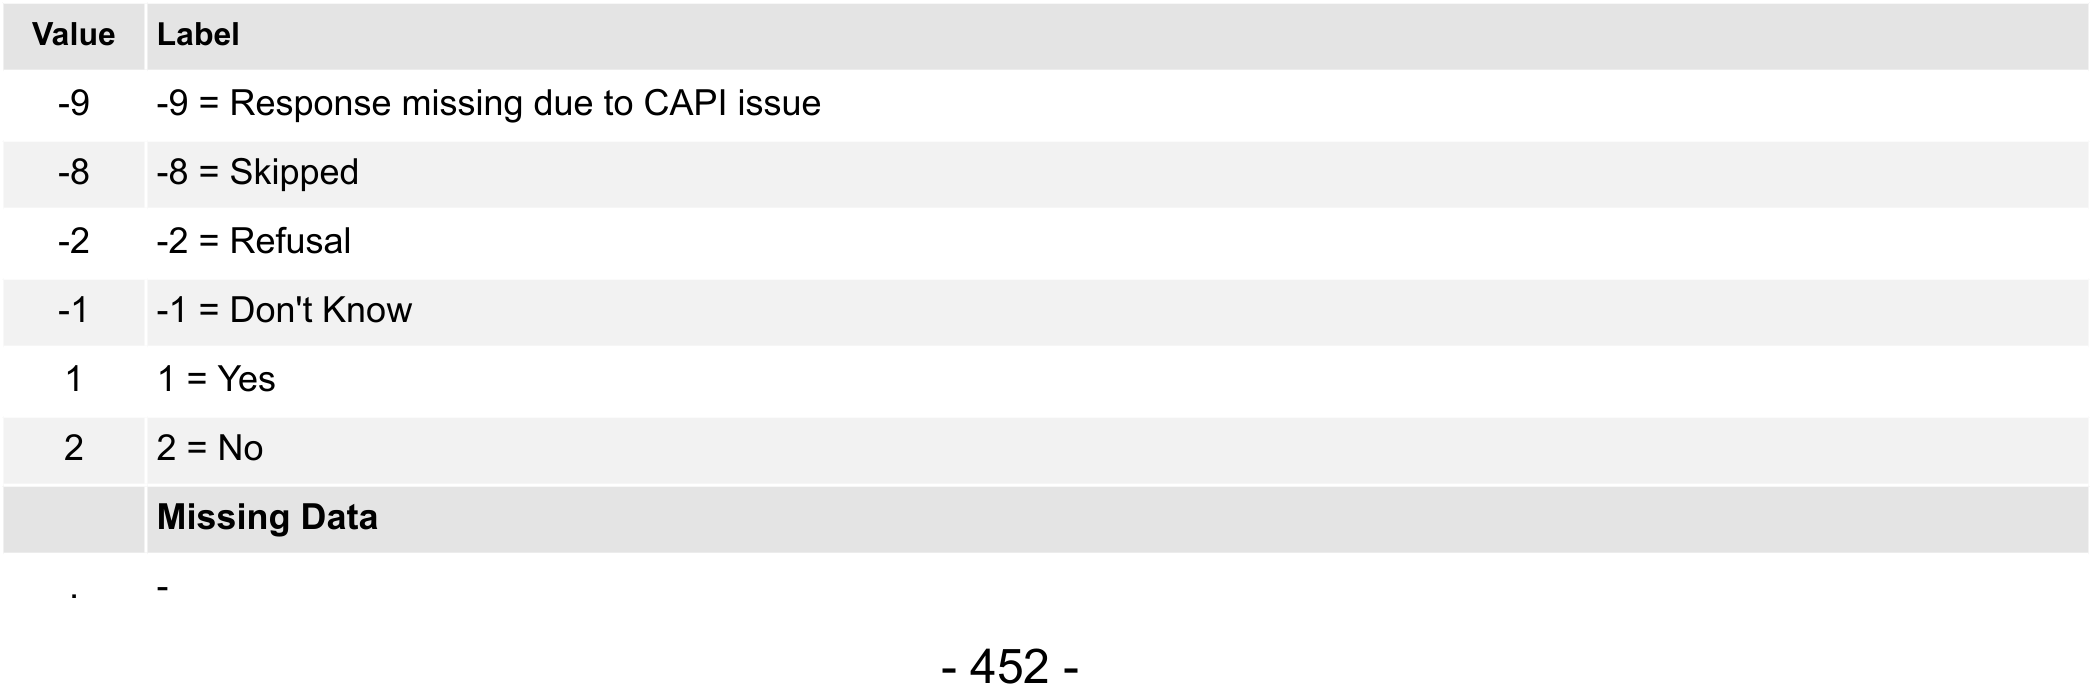 Value Label
-9 -9 = Response missing due to CAPI issue
-8 -8 = Skipped
-2 -2 = Refusal
-1 -1 = Don't Know
1 1 = Yes
2 2 = No
Missing Data
. -
- 452 -